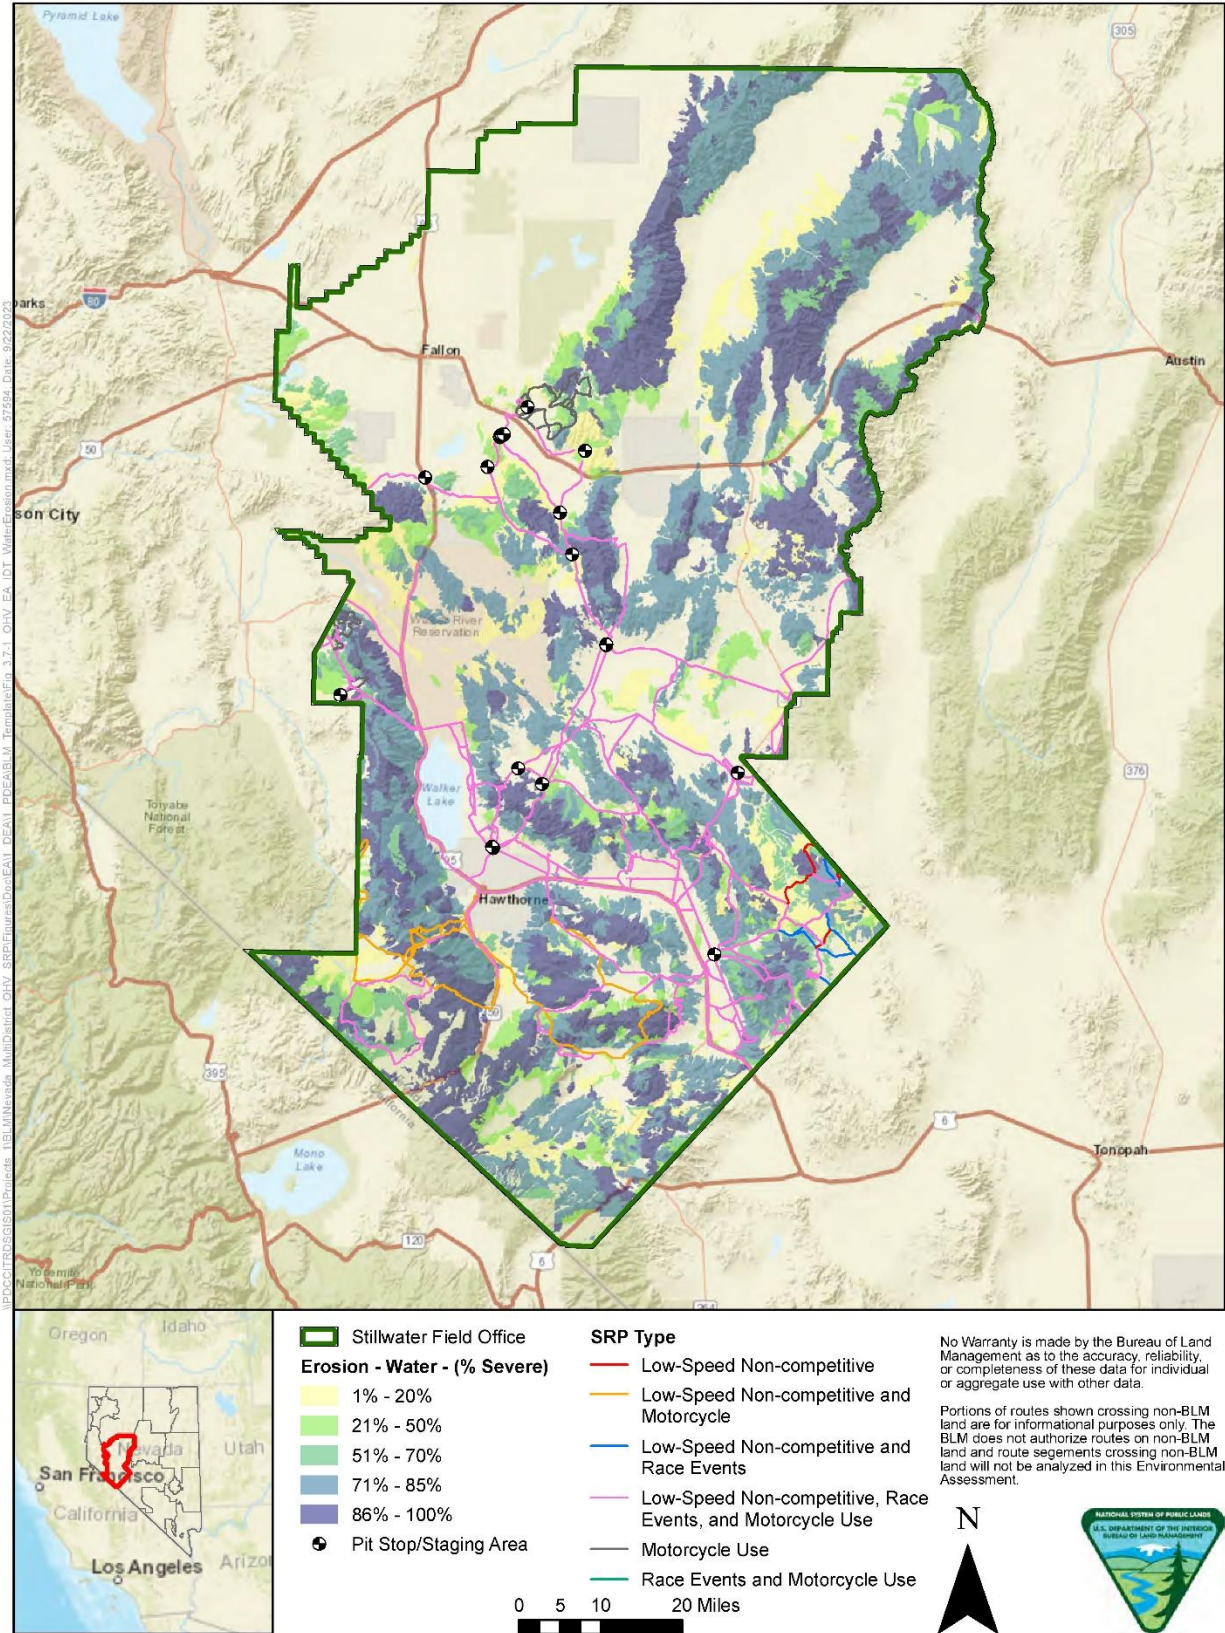 Pyramid Lake
305
95
parks
80
Fallon
Austin
50
son City
Walker River
Reservation
376
Toiyabe
National
Forest
Walker
Lake
95
Hawthorne
California
395
6
Mono
Lake
Tonopah
120
6
Yosemite
National Park
264
Oregon
Idaho
Nevada
Utah
San Francisco
California
Los Angeles
Arizo
Stillwater Field Office
Erosion - Water - (% Severe)
1% - 20%
21% - 50%
51% - 70%
71% - 85%
86% - 100%
Pit Stop/Staging Area
SRP Type
Low-Speed Non-competitive
Low-Speed Non-competitive and
Motorcycle
Low-Speed Non-competitive and
Race Events
Low-Speed Non-competitive, Race
Events, and Motorcycle Use
Motorcycle Use
Race Events and Motorcycle Use
0 5 10 20 Miles
No Warranty is made by the Bureau of Land
Management as to the accuracy, reliability,
or completeness of these data for individual
or aggregate use with other data.
Portions of routes shown crossing non-BLM
land are for informational purposes only. The
BLM does not authorize routes on non-BLM
land and route segements crossing non-BLM
land will not be analyzed in this Environmental
Assessment.
N
NATIONAL SYSTEM OF PUBLIC LANDS
U.S. DEPARTMENT OF THE INTERIOR
BUREAU OF LAND MANAGEMENT